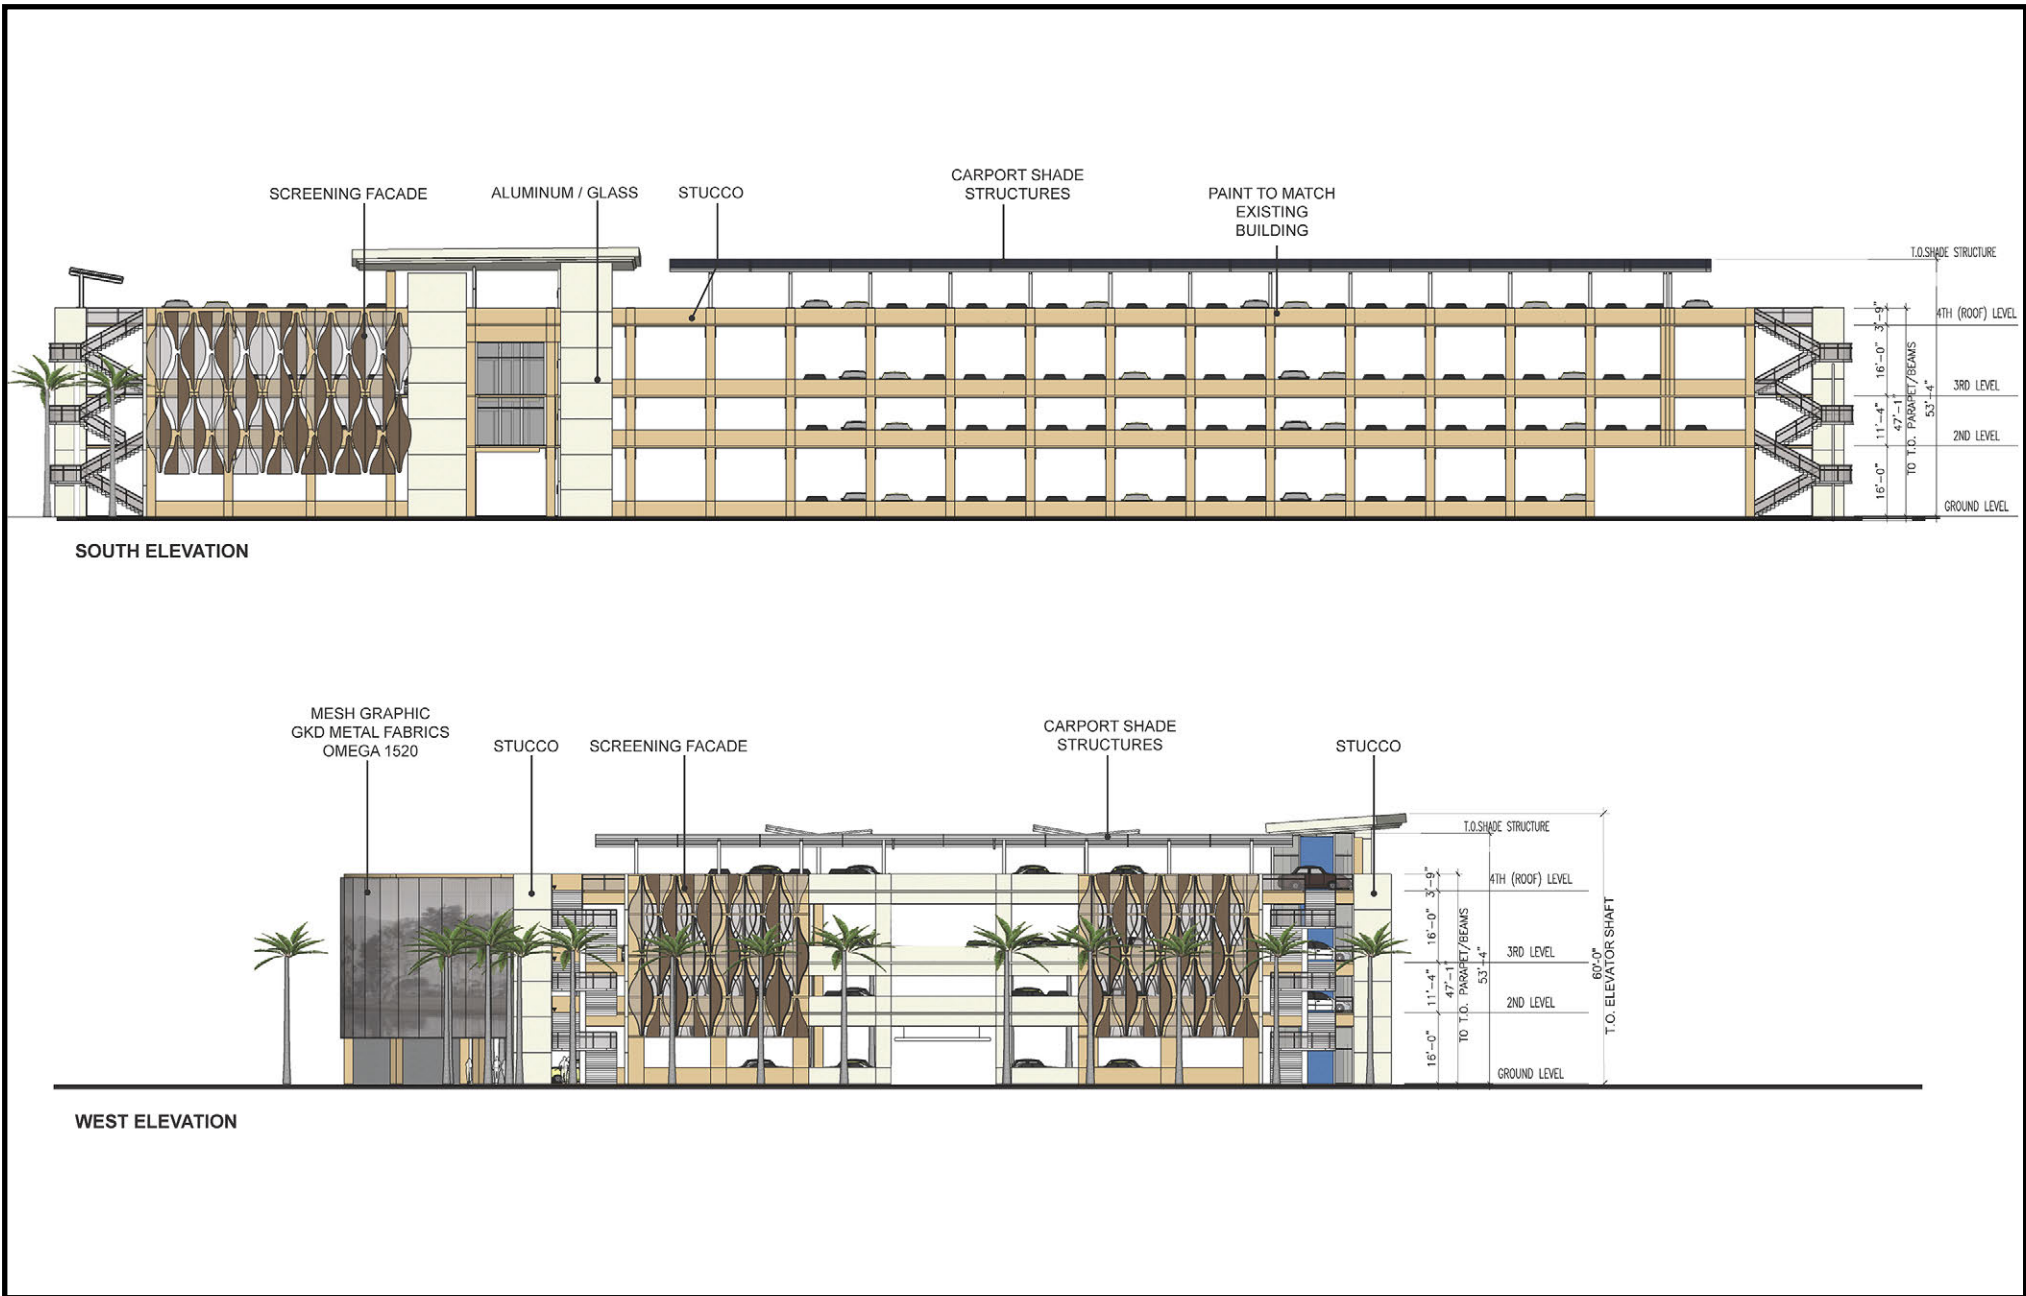 SCREENING FACADE
ALUMINUM / GLASS
STUCCO
CARPORT SHADE
STRUCTURES
PAINT TO MATCH
EXISTING
BUILDING
T.O.SHADE STRUCTURE
4TH (ROOF) LEVEL
3RD LEVEL
2ND LEVEL
GROUND LEVEL
3'-9"
16'-0"
11'-4"
16'-0"
47'-1"
TO T.O. PARAPET/BEAMS
53'-4"
SOUTH ELEVATION
MESH GRAPHIC
GKD METAL FABRICS
OMEGA 1520
STUCCO
SCREENING FACADE
CARPORT SHADE
STRUCTURES
STUCCO
T.O.SHADE STRUCTURE
4TH (ROOF) LEVEL
3RD LEVEL
2ND LEVEL
GROUND LEVEL
3'-9"
16'-0"
11'-4"
16'-0"
47'-1"
TO T.O. PARAPET/BEAMS
53'-4"
60'-0"
T.O. ELEVATOR SHAFT
WEST ELEVATION